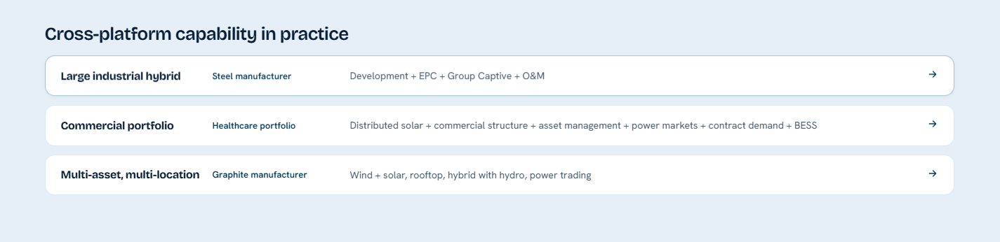 Cross-platform capability in practice
Large industrial hybrid Steel manufacturer Development + EPC + Group Captive + O&M →
Commercial portfolio Healthcare portfolio Distributed solar + commercial structure + asset management + power markets + contract demand + BESS →
Multi-asset, multi-location Graphite manufacturer Wind + solar, rooftop, hybrid with hydro, power trading →